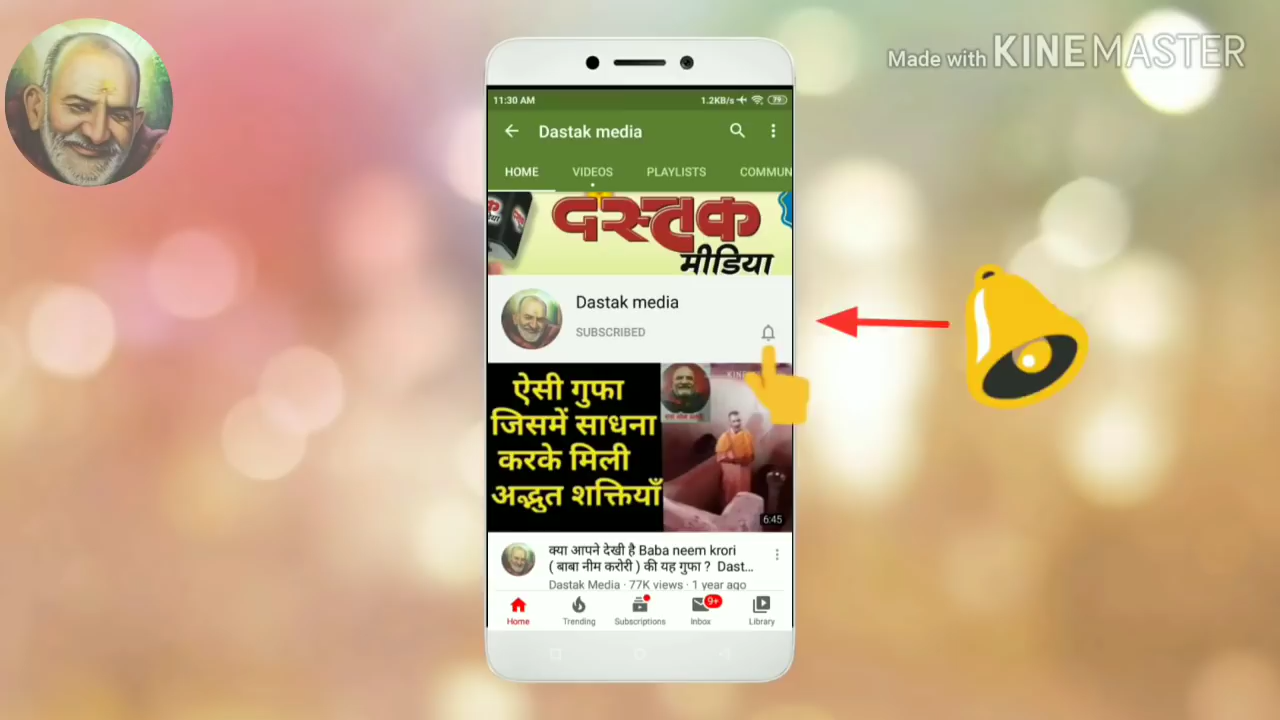 Made with KINEMASTER
11:30 AM 1.2KB/s 79
Dastak media
HOME VIDEOS PLAYLISTS COMMUN
दस्तक
मीडिया
Dastak media
SUBSCRIBED
ऐसी गुफा
जिसमें साधना
करके मिली
अद्भुत शक्तियाँ
6:45
क्या आपने देखी है Baba neem krori
( बाबा नीम करोरी ) की यह गुफा ? Dast...
Dastak Media · 77K views · 1 year ago
9+
Home Trending Subscriptions Inbox Library